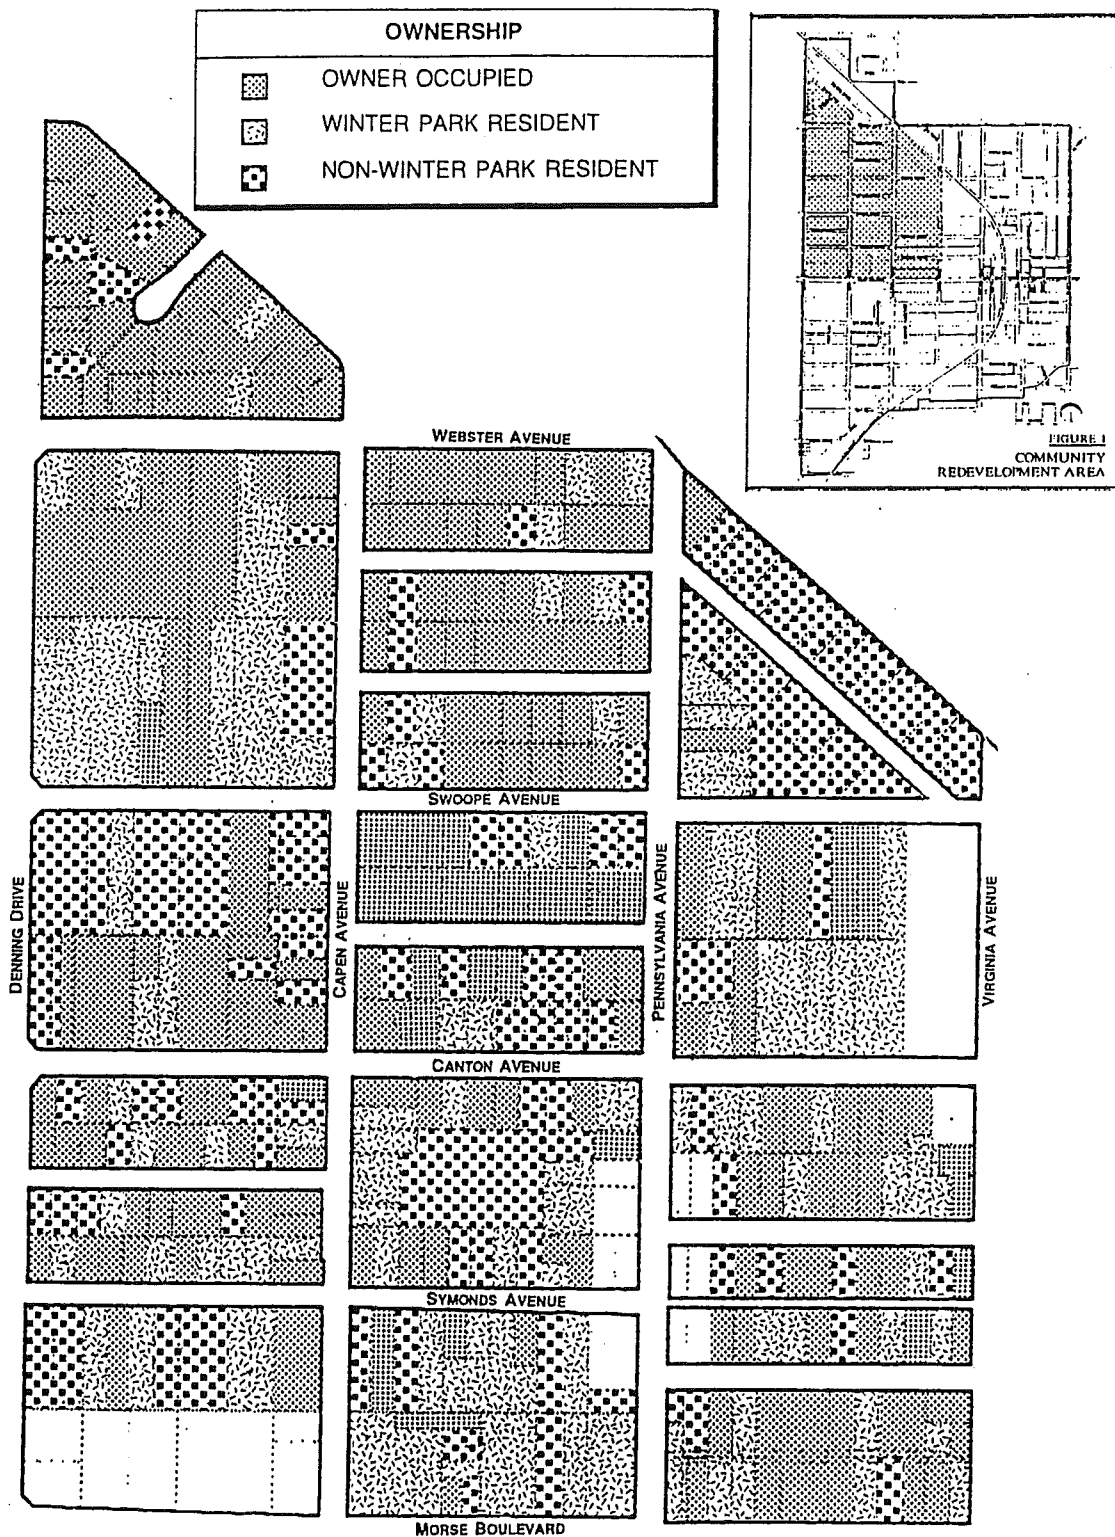 OWNERSHIP
OWNER OCCUPIED
WINTER PARK RESIDENT
NON-WINTER PARK RESIDENT
FIGURE 1
COMMUNITY
REDEVELOPMENT AREA
WEBSTER AVENUE
SWOOPE AVENUE
DENNING DRIVE
CAPEN AVENUE
PENNSYLVANIA AVENUE
VIRGINIA AVENUE
CANTON AVENUE
SYMONDS AVENUE
MORSE BOULEVARD